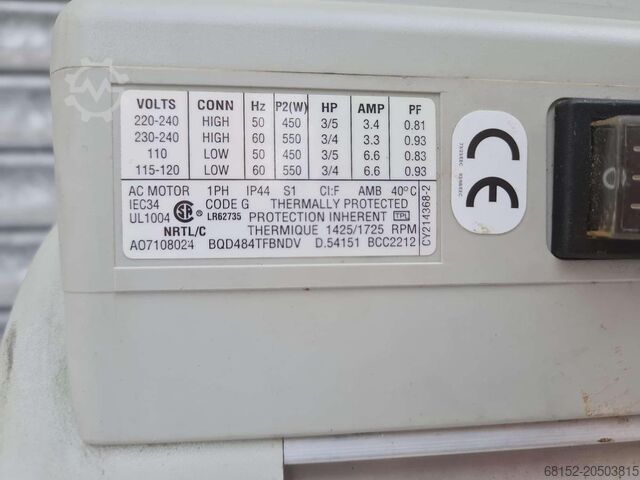 VOLTS CONN Hz P2(W) HP AMP PF
220-240 HIGH 50 450 3/5 3.4 0.81
230-240 HIGH 60 550 3/4 3.3 0.93
110 LOW 50 450 3/5 6.6 0.83
115-120 LOW 60 550 3/4 6.6 0.93
AC MOTOR 1PH IP44 S1 Cl:F AMB 40°C
IEC34 CODE G THERMALLY PROTECTED
UL1004 LR62735 PROTECTION INHERENT TPL
NRTL/C THERMIQUE 1425/1725 RPM
AO7108024 BQD484TFBNDV D.54151 BCC2212
CY214368-2
CE
68152-20503815